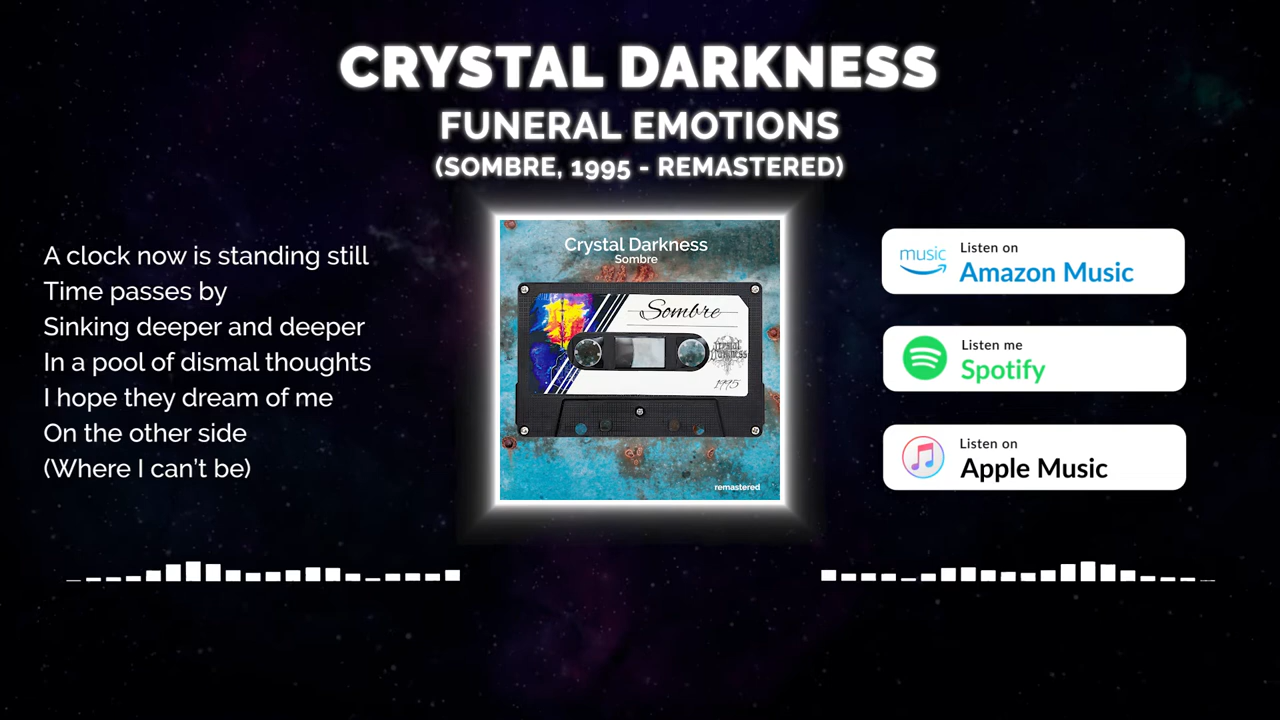 CRYSTAL DARKNESS
FUNERAL EMOTIONS
(SOMBRE, 1995 - REMASTERED)
A clock now is standing still
Time passes by
Sinking deeper and deeper
In a pool of dismal thoughts
I hope they dream of me
On the other side
(Where I can't be)
Crystal Darkness
Sombre
Sombre
Crystal
Darkness
1995
remastered
music
Listen on
Amazon Music
Listen me
Spotify
Listen on
Apple Music